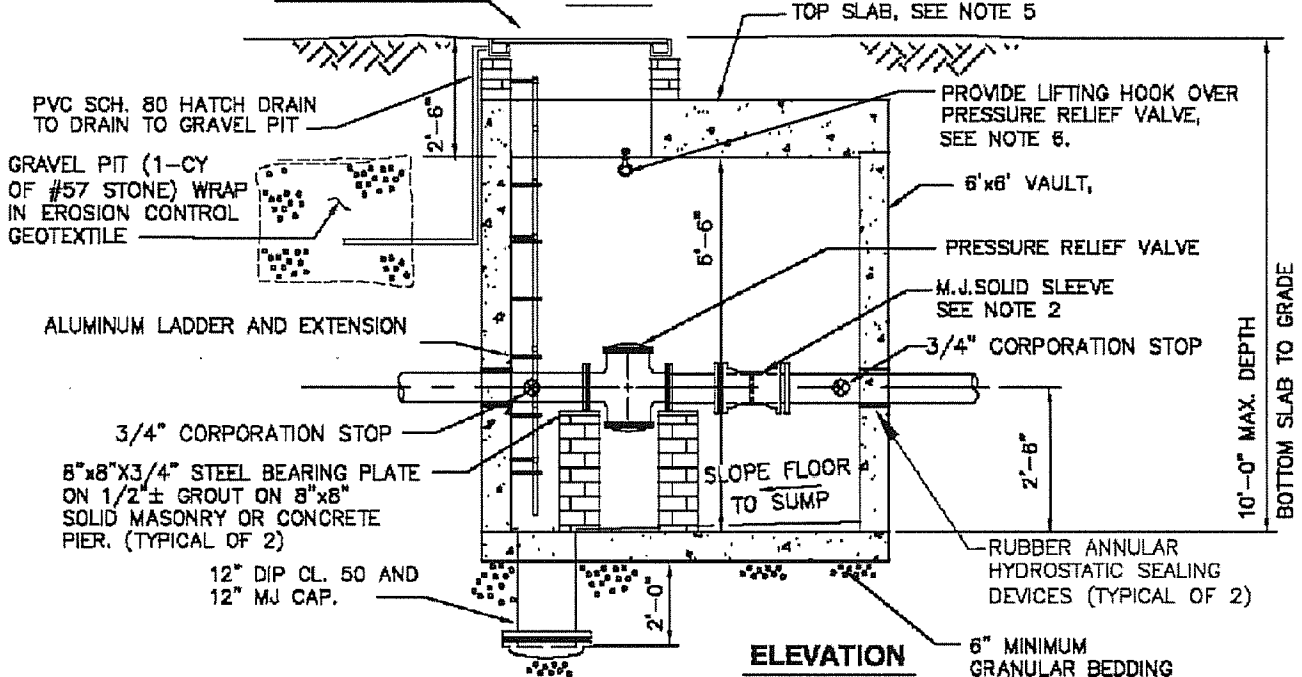 TOP SLAB, SEE NOTE 5
PVC SCH. 80 HATCH DRAIN
TO DRAIN TO GRAVEL PIT
2'-6"
PROVIDE LIFTING HOOK OVER
PRESSURE RELIEF VALVE,
SEE NOTE 6.
GRAVEL PIT (1-CY
OF #57 STONE) WRAP
IN EROSION CONTROL
GEOTEXTILE
6'x6' VAULT,
PRESSURE RELIEF VALVE
M.J.SOLID SLEEVE
SEE NOTE 2
ALUMINUM LADDER AND EXTENSION
3/4" CORPORATION STOP
3/4" CORPORATION STOP
8"x8"X3/4" STEEL BEARING PLATE
ON 1/2"± GROUT ON 8"x8"
SOLID MASONRY OR CONCRETE
PIER. (TYPICAL OF 2)
SLOPE FLOOR
TO SUMP
2'-6"
10'-0" MAX. DEPTH
BOTTOM SLAB TO GRADE
12" DIP CL. 50 AND
12" MJ CAP.
2'-0"
RUBBER ANNULAR
HYDROSTATIC SEALING
DEVICES (TYPICAL OF 2)
ELEVATION
6" MINIMUM
GRANULAR BEDDING